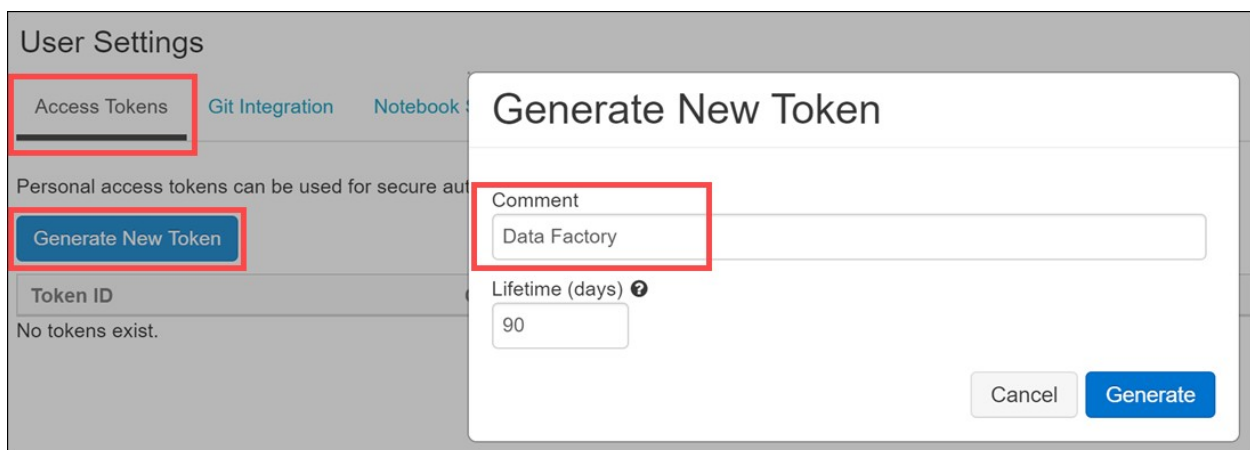 User Settings
Access Tokens Git Integration Notebook
Personal access tokens can be used for secure
Generate New Token
Token ID
No tokens exist.
Generate New Token
Comment
Data Factory
Lifetime (days) ?
90
Cancel Generate